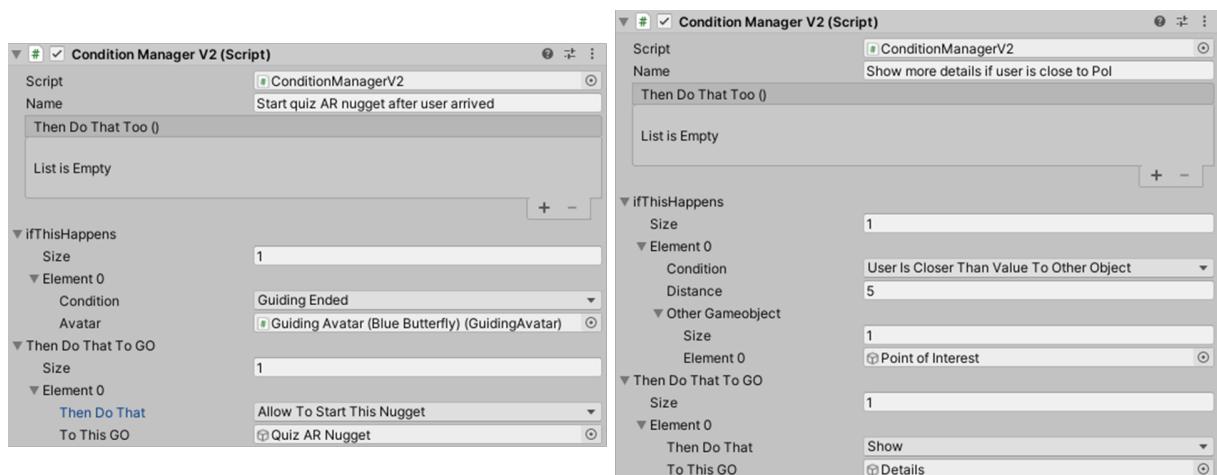 Condition Manager V2 (Script)
Script ConditionManagerV2
Name Start quiz AR nugget after user arrived
Then Do That Too ()
List is Empty
+ −
ifThisHappens
Size 1
Element 0
Condition Guiding Ended
Avatar Guiding Avatar (Blue Butterfly) (GuidingAvatar)
Then Do That To GO
Size 1
Element 0
Then Do That Allow To Start This Nugget
To This GO Quiz AR Nugget
Condition Manager V2 (Script)
Script ConditionManagerV2
Name Show more details if user is close to PoI
Then Do That Too ()
List is Empty
+ −
ifThisHappens
Size 1
Element 0
Condition User Is Closer Than Value To Other Object
Distance 5
Other Gameobject
Size 1
Element 0 Point of Interest
Then Do That To GO
Size 1
Element 0
Then Do That Show
To This GO Details